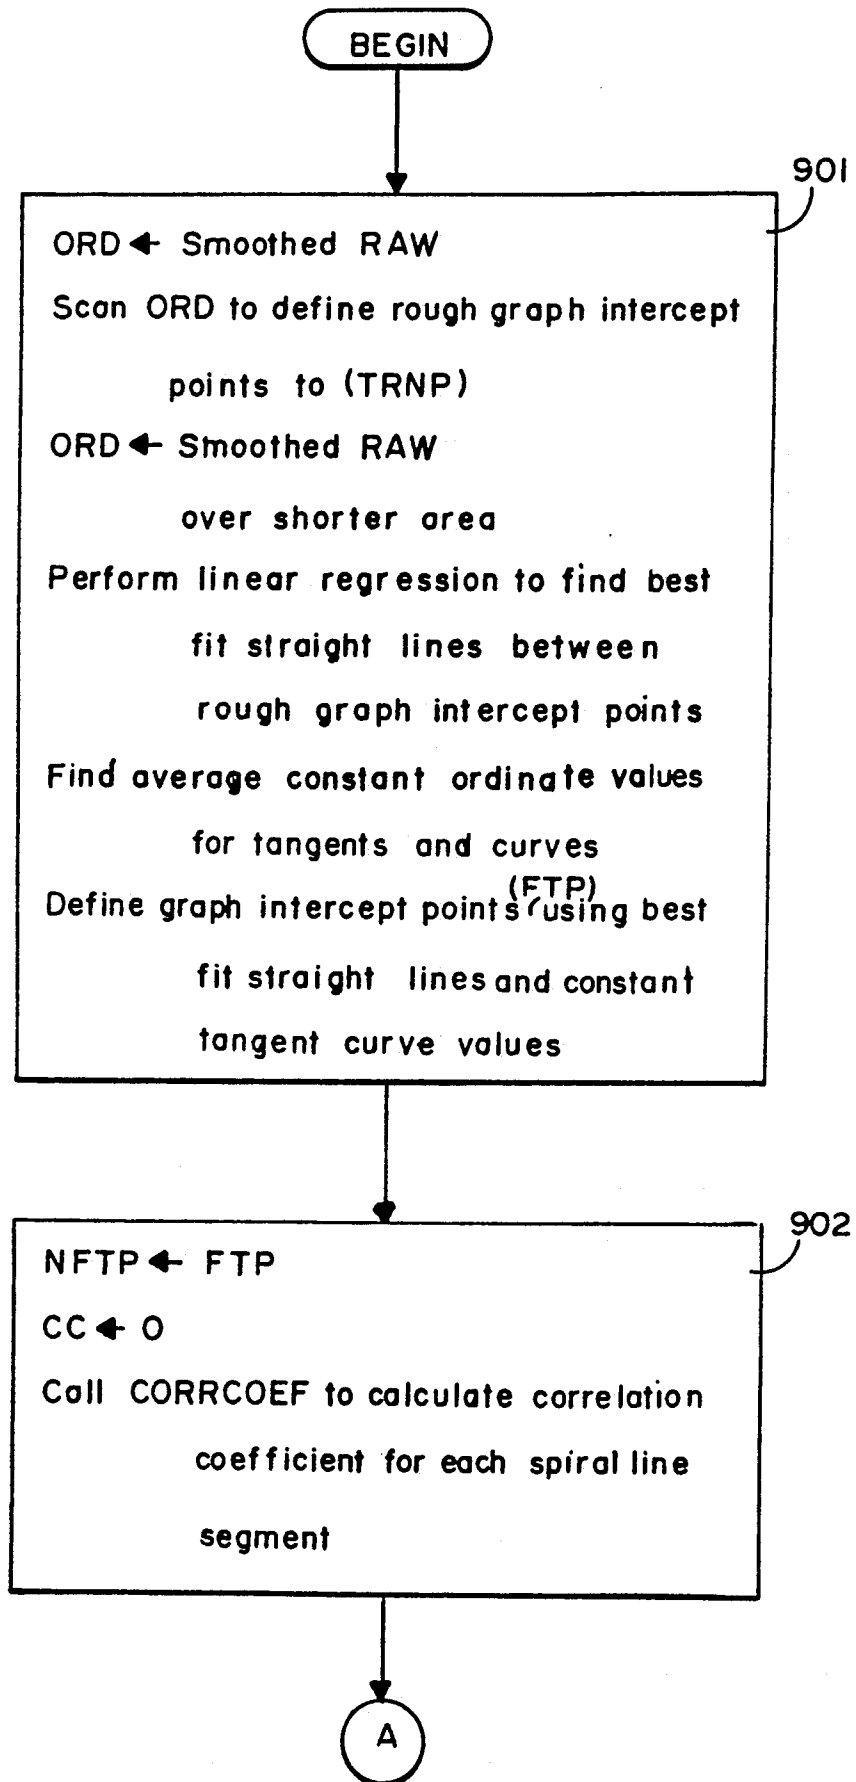 BEGIN
901
ORD ← Smoothed RAW
Scan ORD to define rough graph intercept
points to (TRNP)
ORD ← Smoothed RAW
over shorter area
Perform linear regression to find best
fit straight lines between
rough graph intercept points
Find average constant ordinate values
for tangents and curves
(FTP)
Define graph intercept points using best
fit straight lines and constant
tangent curve values
902
NFTP ← FTP
CC ← O
Call CORRCOEF to calculate correlation
coefficient for each spiral line
segment
A